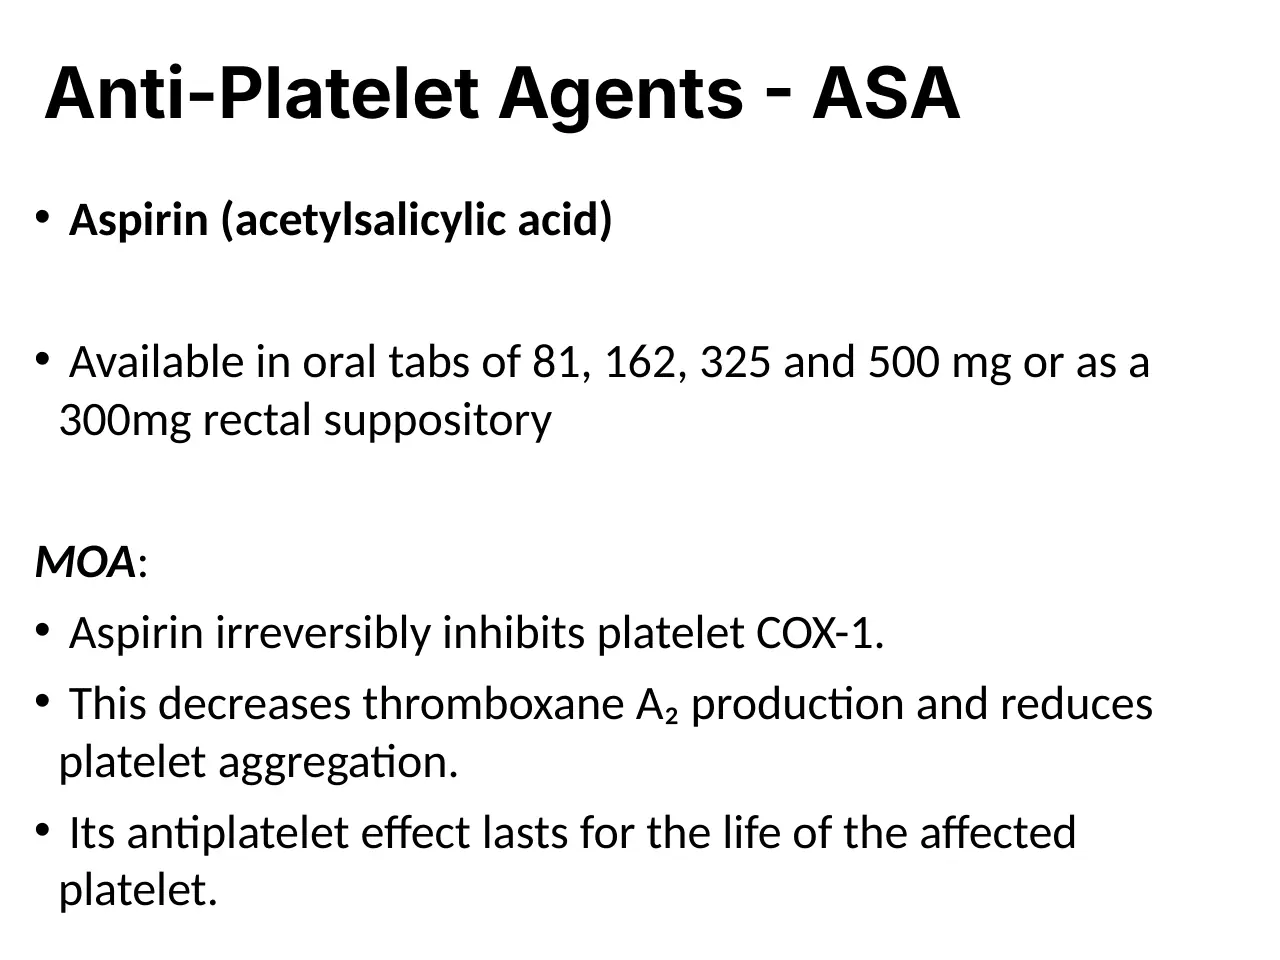 Anti-Platelet Agents - ASA
• Aspirin (acetylsalicylic acid)
• Available in oral tabs of 81, 162, 325 and 500 mg or as a
300mg rectal suppository
MOA:
• Aspirin irreversibly inhibits platelet COX-1.
• This decreases thromboxane A₂ production and reduces
platelet aggregation.
• Its antiplatelet effect lasts for the life of the affected
platelet.